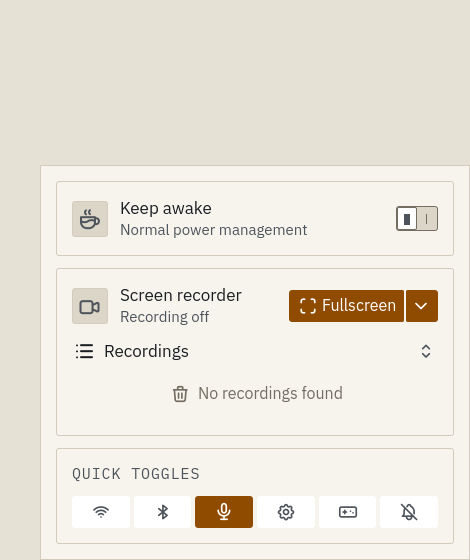 Keep awake
Normal power management
Screen recorder
Recording off
Fullscreen
Recordings
No recordings found
QUICK TOGGLES